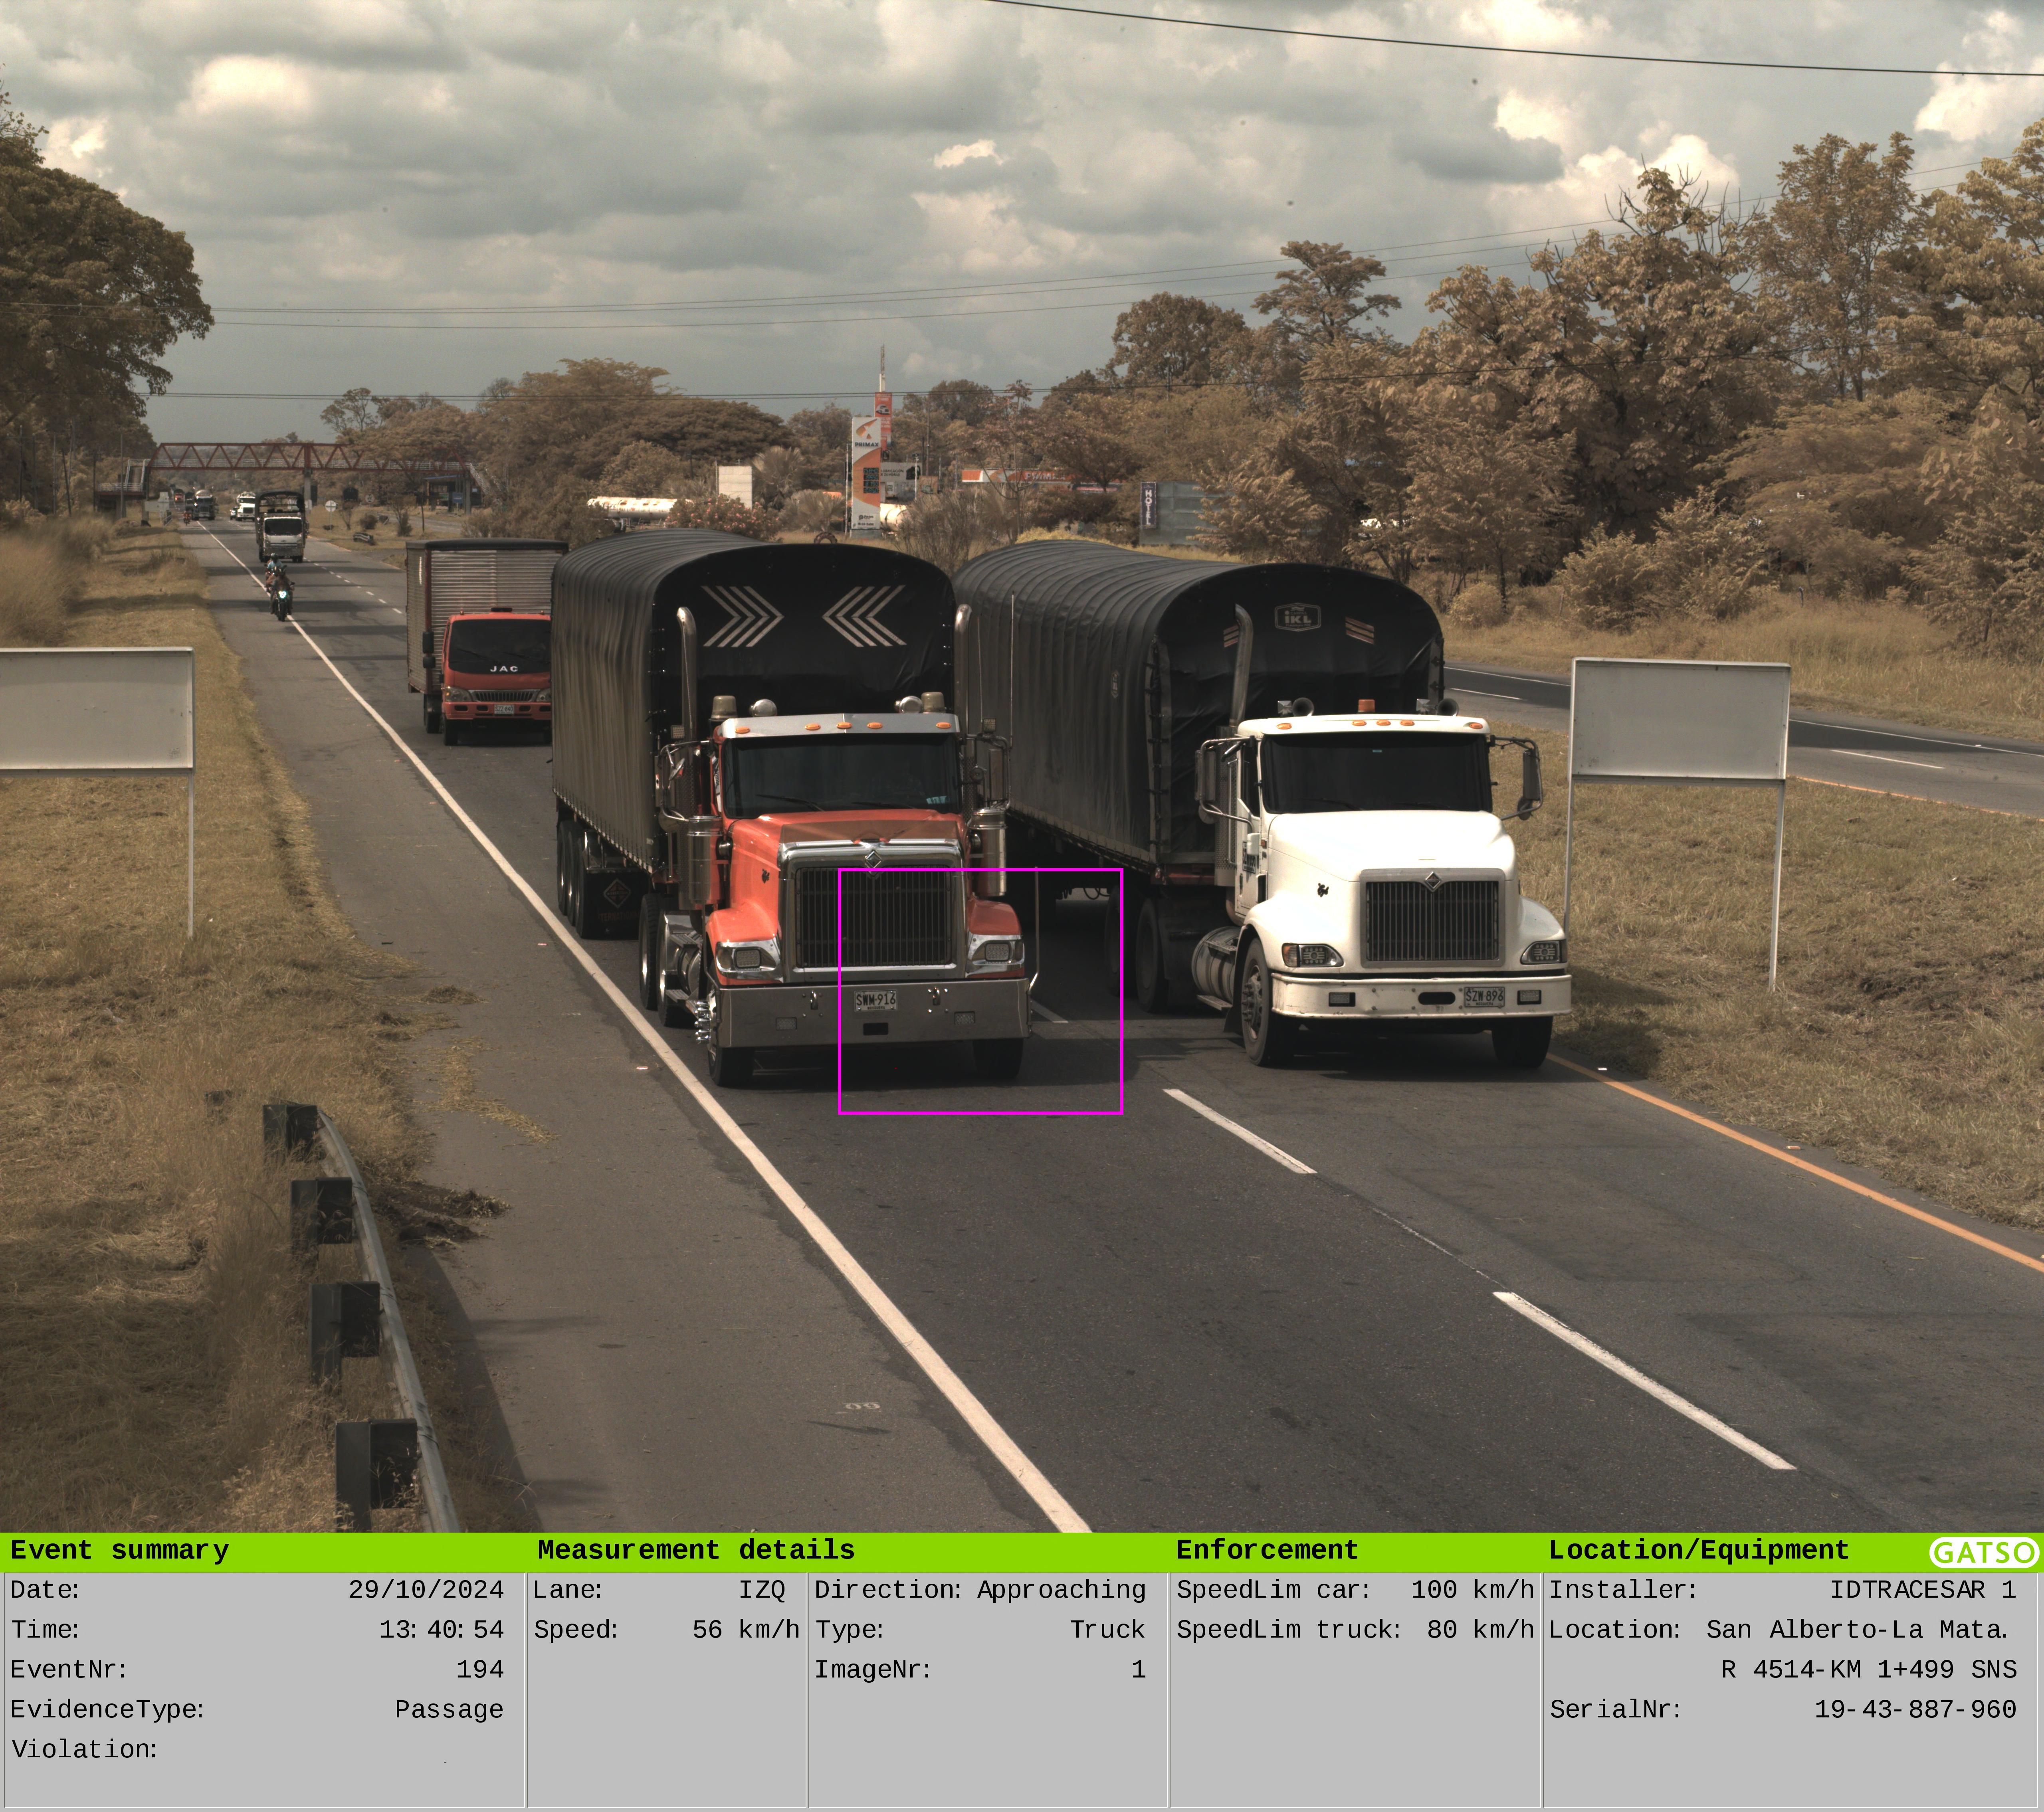 PRIMAX
HOTEL
JAC
IKL
SWM-916
SZW 896
Event summary
Measurement details
Enforcement
Location/Equipment
GATSO
Date: 29/10/2024
Lane: IZQ
Direction: Approaching
SpeedLim car: 100 km/h
Installer: IDTRACESAR 1
Time: 13:40:54
Speed: 56 km/h
Type: Truck
SpeedLim truck: 80 km/h
Location: San Alberto-La Mata.
EventNr: 194
ImageNr: 1
R 4514-KM 1+499 SNS
EvidenceType: Passage
SerialNr: 19-43-887-960
Violation: